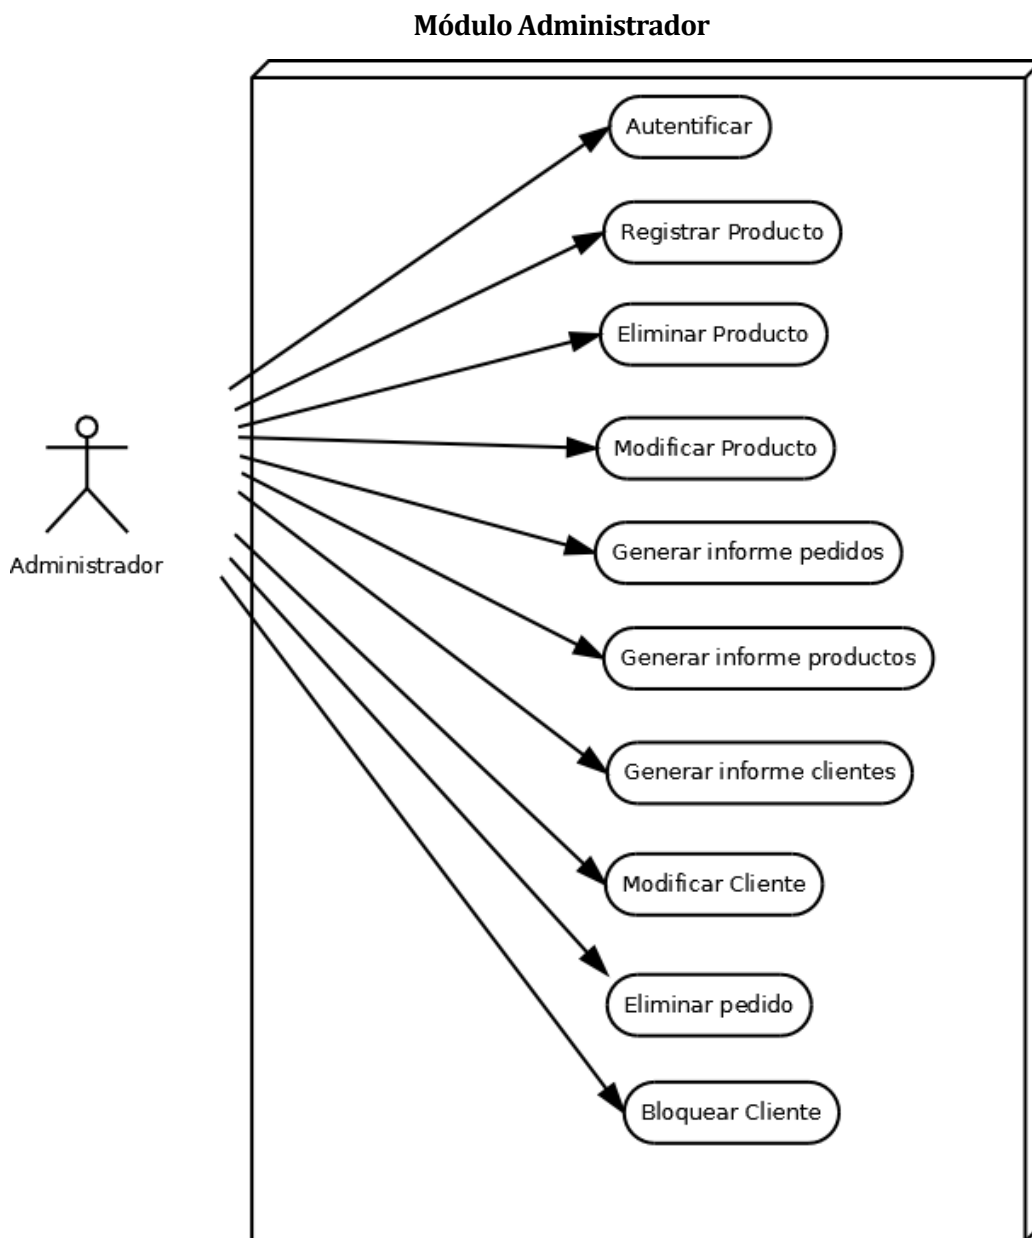 Módulo Administrador
Autentificar
Registrar Producto
Eliminar Producto
Modificar Producto
Generar informe pedidos
Administrador
Generar informe productos
Generar informe clientes
Modificar Cliente
Eliminar pedido
Bloquear Cliente